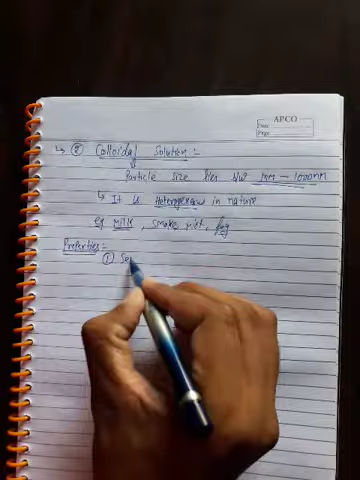 APCO
Date
Page
↳ ② Colloidal Solution :-
Particle size lies b/w 1nm - 1000nm
↳ It is Heterogeneous in nature
eg milk, smoke, mist, fog
Properties :-
① Se